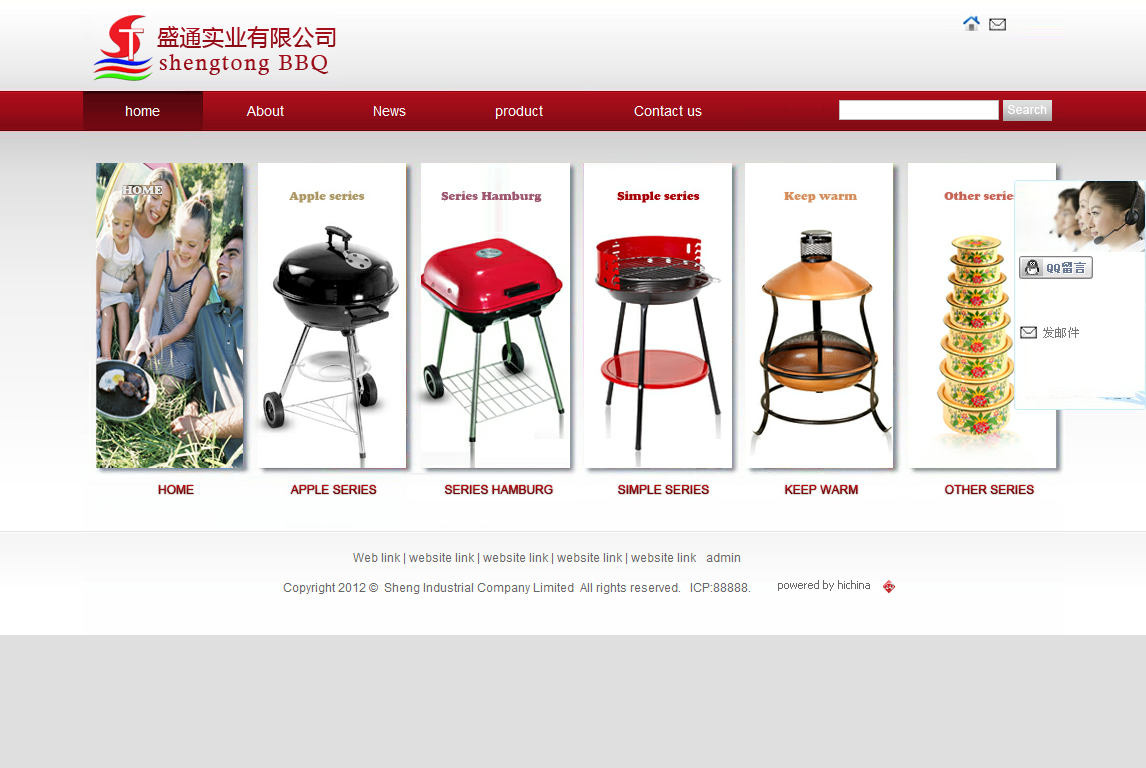 盛通实业有限公司
shengtong BBQ
home About News product Contact us Search
HOME
Apple series
Series Hamburg
Simple series
Keep warm
Other serie
QQ留言
发邮件
HOME APPLE SERIES SERIES HAMBURG SIMPLE SERIES KEEP WARM OTHER SERIES
Web link | website link | website link | website link | website link admin
Copyright 2012 © Sheng Industrial Company Limited All rights reserved. ICP:88888. powered by hichina